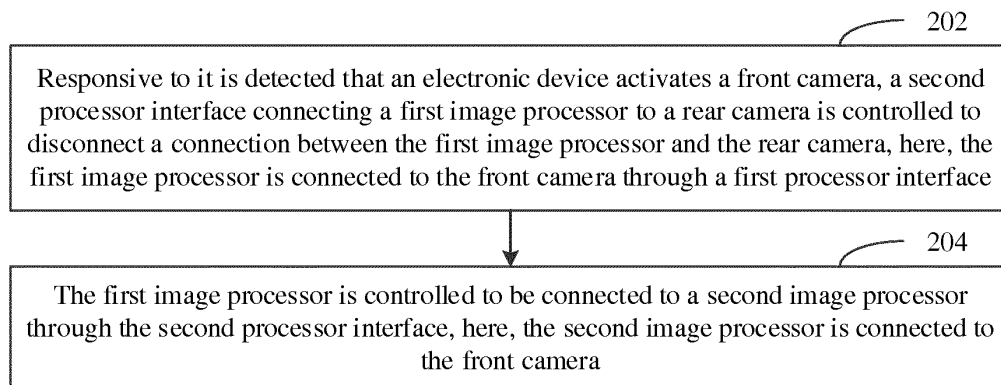 202
Responsive to it is detected that an electronic device activates a front camera, a second
processor interface connecting a first image processor to a rear camera is controlled to
disconnect a connection between the first image processor and the rear camera, here, the
first image processor is connected to the front camera through a first processor interface
204
The first image processor is controlled to be connected to a second image processor
through the second processor interface, here, the second image processor is connected to
the front camera